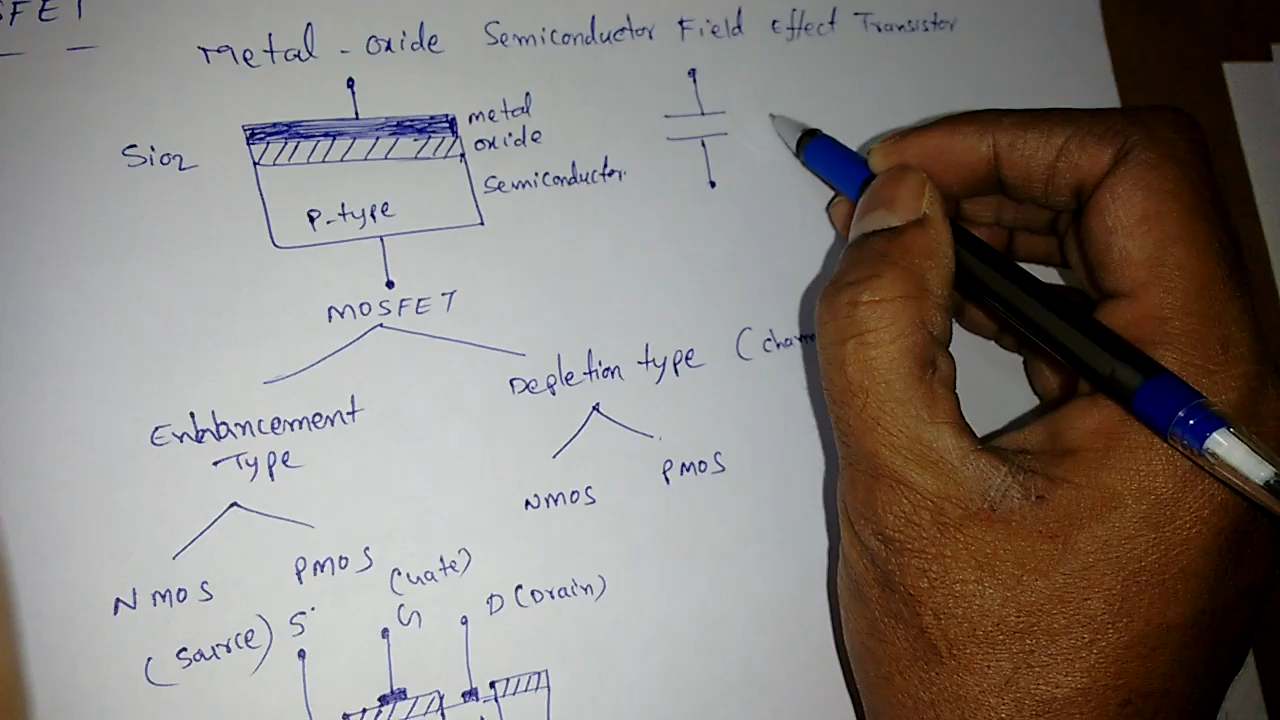 SFET
Metal-oxide Semiconductor Field Effect Transistor
metal
oxide
SiO2
Semiconductor.
P-type
MOSFET
Depletion type (chan
Enhancement
Type
NMOS
PMOS
NMOS
PMOS
(Gate)
D (Drain)
G
S
(Source)